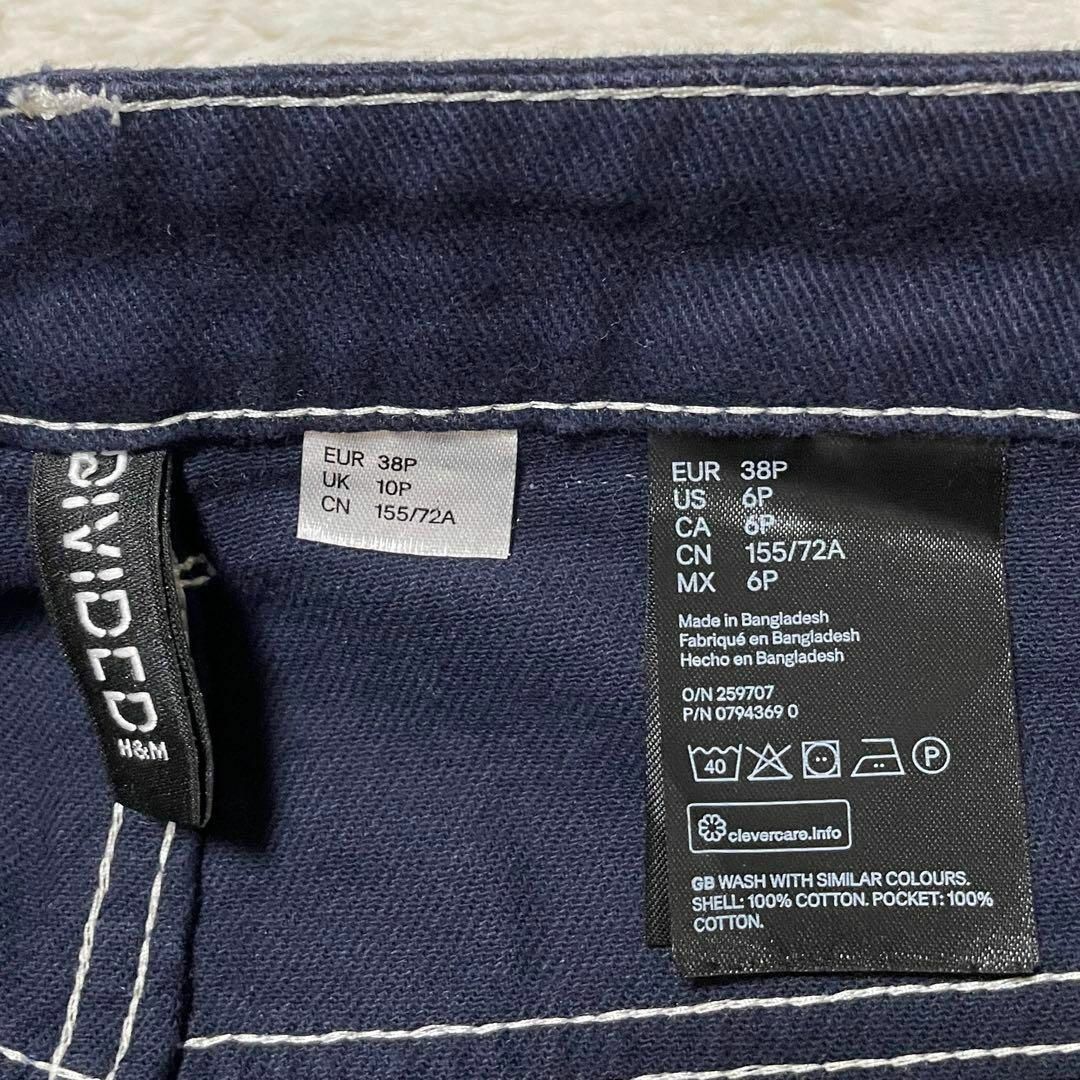 DIVIDED
H&M
EUR 38P
UK 10P
CN 155/72A
EUR 38P
US 6P
CA 6P
CN 155/72A
MX 6P
Made in Bangladesh
Fabriqué en Bangladesh
Hecho en Bangladesh
O/N 259707
P/N 0794369 0
40 P
clevercare.info
GB WASH WITH SIMILAR COLOURS.
SHELL: 100% COTTON. POCKET: 100%
COTTON.